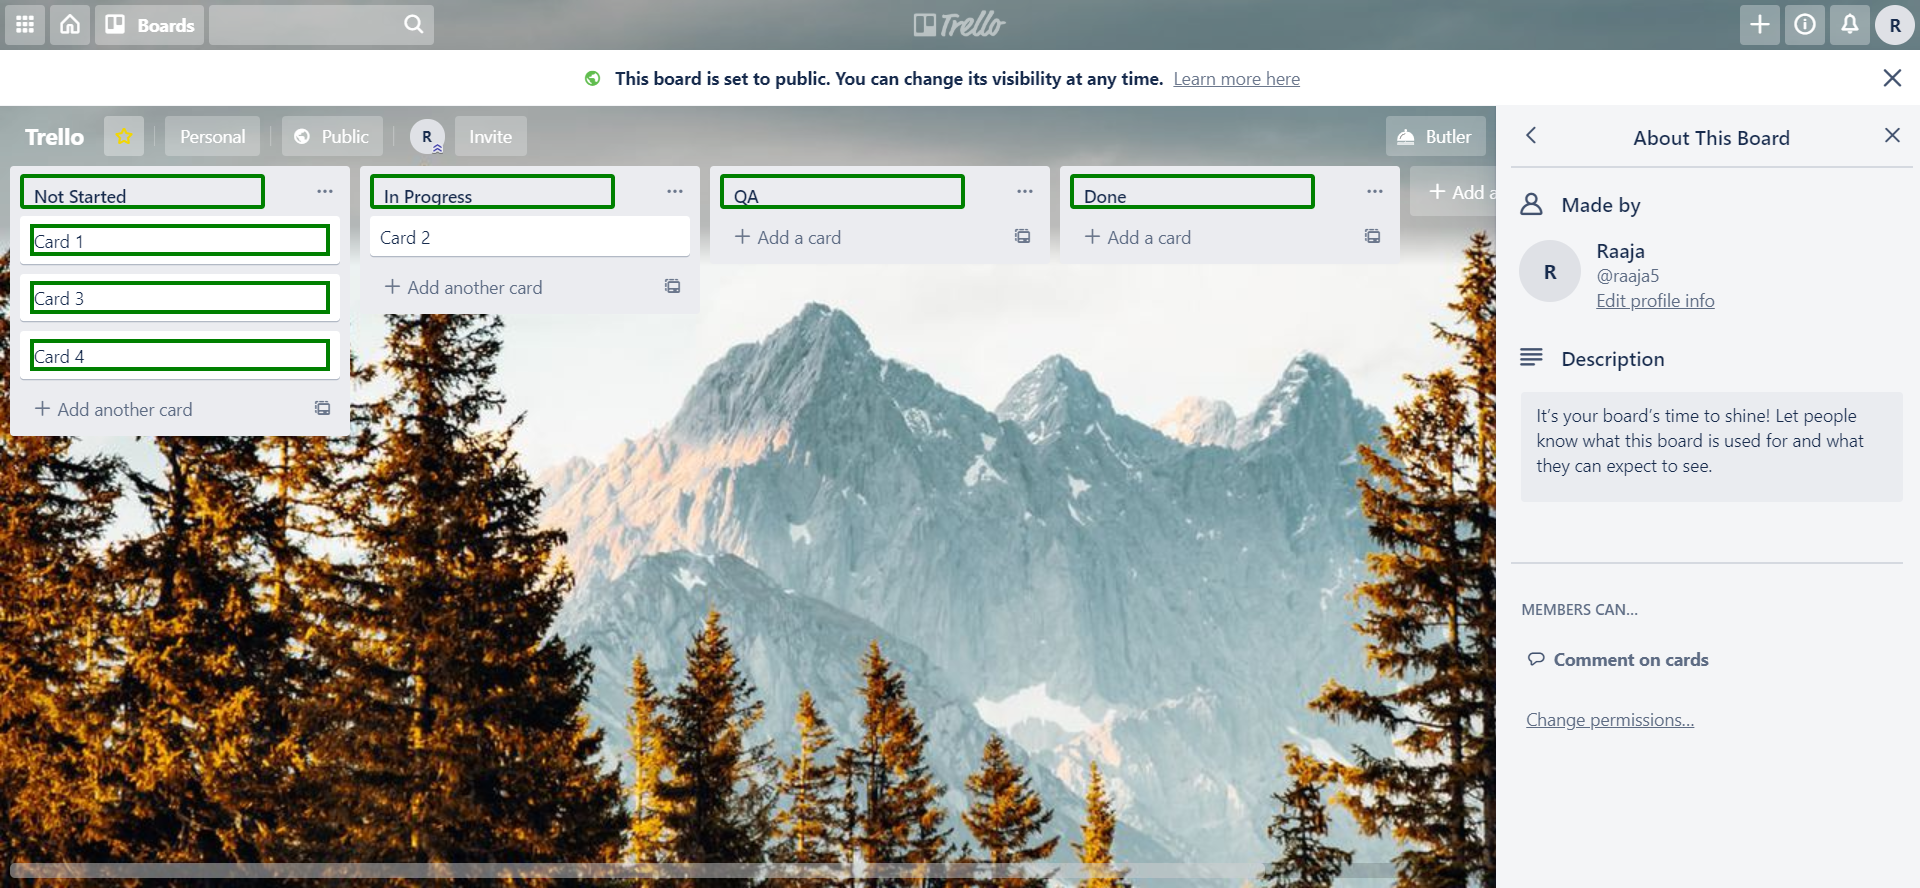 Boards
Trello
R
This board is set to public. You can change its visibility at any time. Learn more here
Trello
Personal
Public
R
Invite
Butler
Not Started
Card 1
Card 3
Card 4
Add another card
In Progress
Card 2
Add another card
QA
Add a card
Done
Add a card
Add a
About This Board
Made by
R
Raaja
@raaja5
Edit profile info
Description
It's your board's time to shine! Let people
know what this board is used for and what
they can expect to see.
MEMBERS CAN...
Comment on cards
Change permissions...